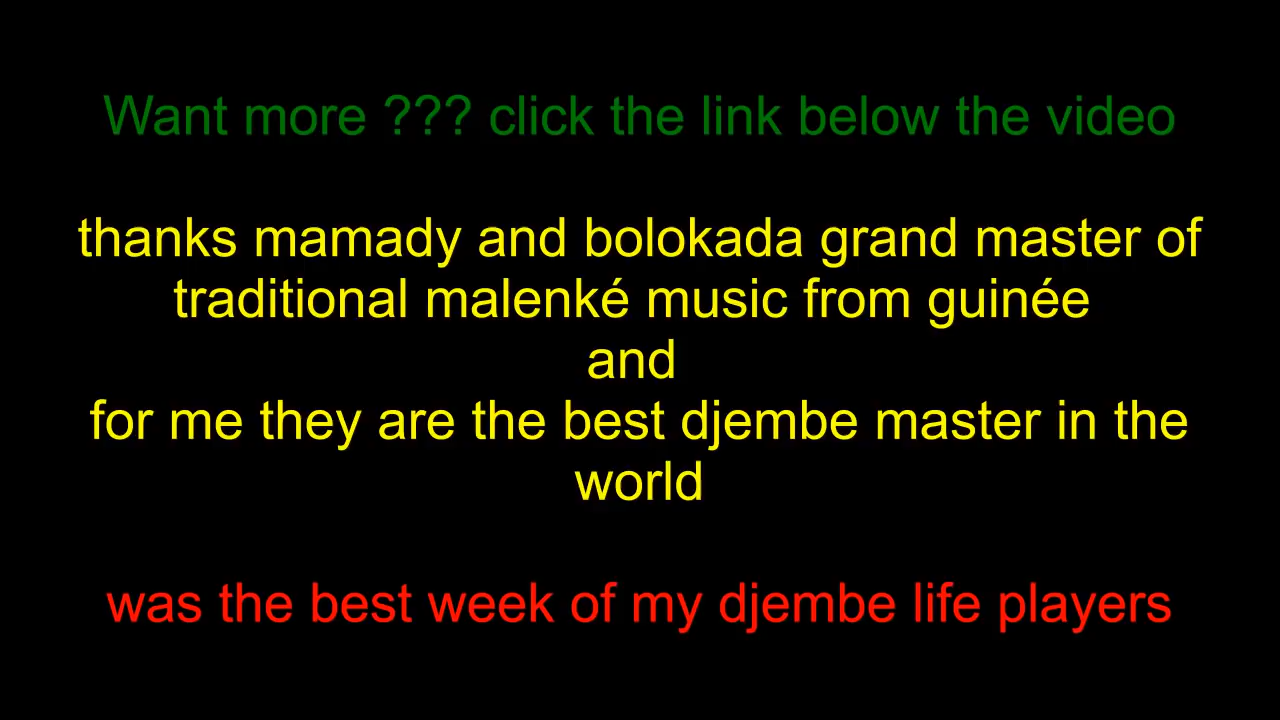 Want more ??? click the link below the video
thanks mamady and bolokada grand master of
traditional malenké music from guinée
and
for me they are the best djembe master in the
world
was the best week of my djembe life players